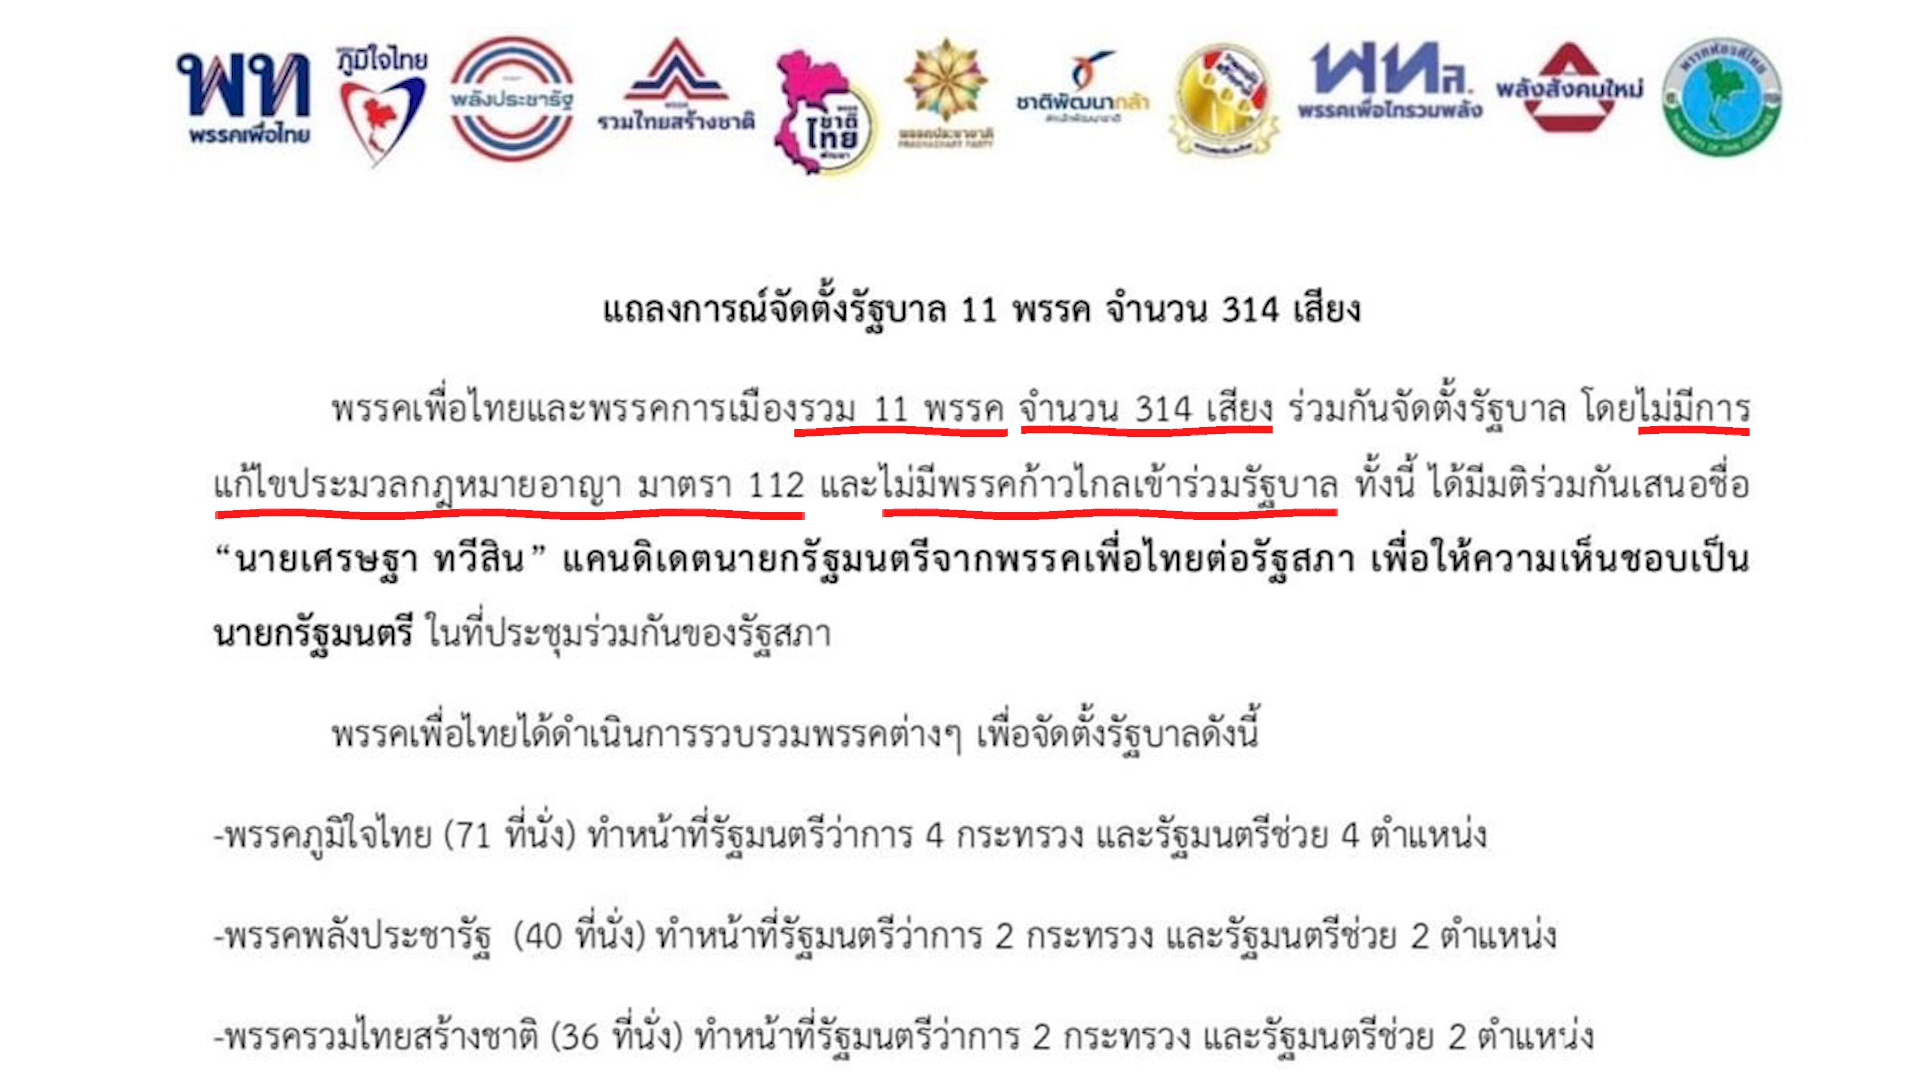 พท
พรรคเพื่อไทย
ภูมิใจไทย
พลังประชารัฐ
พรรค
รวมไทยสร้างชาติ
พรรค
ชาติ
ไทย
พัฒนา
พรรคประชาชาติ
PRACHACHART PARTY
ชาติพัฒนากล้า
พทล.
พรรคเพื่อไทรวมพลัง
พลังสังคมใหม่
แถลงการณ์จัดตั้งรัฐบาล 11 พรรค จำนวน 314 เสียง
พรรคเพื่อไทยและพรรคการเมืองรวม 11 พรรค จำนวน 314 เสียง ร่วมกันจัดตั้งรัฐบาล โดยไม่มีการ
แก้ไขประมวลกฎหมายอาญา มาตรา 112 และไม่มีพรรคก้าวไกลเข้าร่วมรัฐบาล ทั้งนี้ ได้มีมติร่วมกันเสนอชื่อ
“นายเศรษฐา ทวีสิน” แคนดิเดตนายกรัฐมนตรีจากพรรคเพื่อไทยต่อรัฐสภา เพื่อให้ความเห็นชอบเป็น
นายกรัฐมนตรี ในที่ประชุมร่วมกันของรัฐสภา
พรรคเพื่อไทยได้ดำเนินการรวบรวมพรรคต่างๆ เพื่อจัดตั้งรัฐบาลดังนี้
-พรรคภูมิใจไทย (71 ที่นั่ง) ทำหน้าที่รัฐมนตรีว่าการ 4 กระทรวง และรัฐมนตรีช่วย 4 ตำแหน่ง
-พรรคพลังประชารัฐ (40 ที่นั่ง) ทำหน้าที่รัฐมนตรีว่าการ 2 กระทรวง และรัฐมนตรีช่วย 2 ตำแหน่ง
-พรรครวมไทยสร้างชาติ (36 ที่นั่ง) ทำหน้าที่รัฐมนตรีว่าการ 2 กระทรวง และรัฐมนตรีช่วย 2 ตำแหน่ง